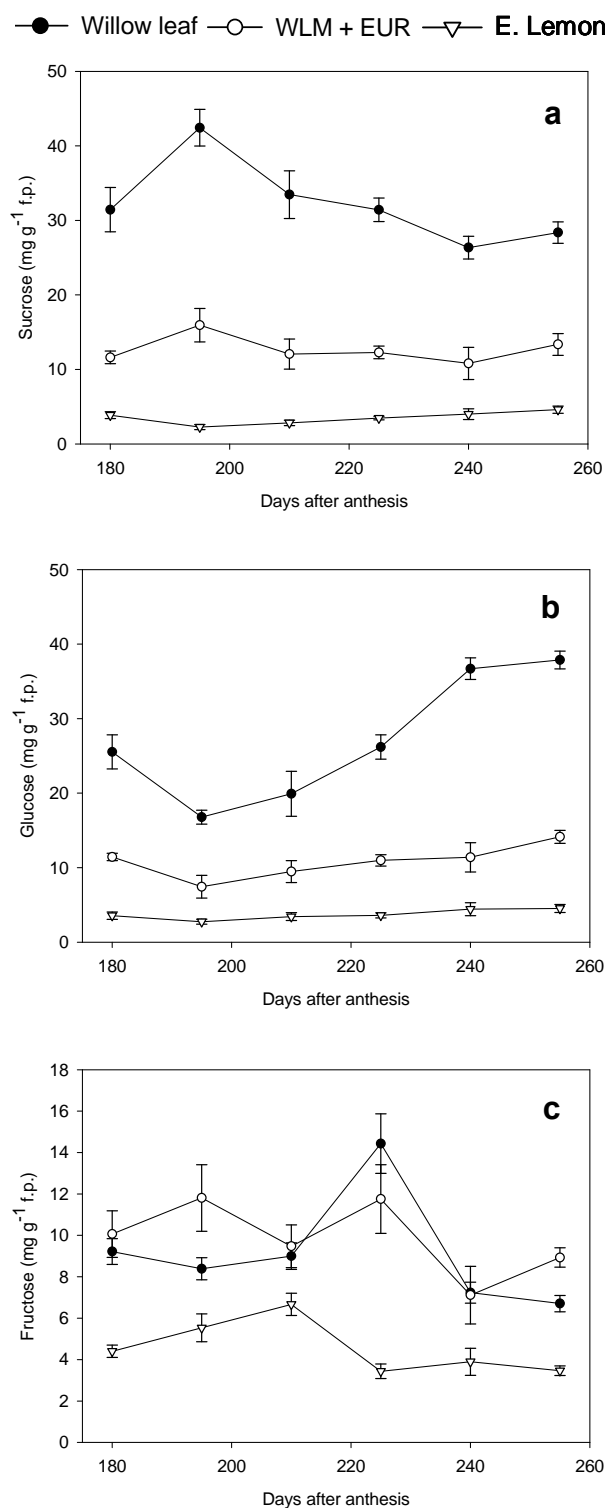 Willow leaf WLM + EUR E. Lemon
a
50
40
30
20
10
0
Sucrose (mg g⁻¹ f.p.)
180 200 220 240 260
Days after anthesis
b
50
40
30
20
10
0
Glucose (mg g⁻¹ f.p.)
180 200 220 240 260
Days after anthesis
c
18
16
14
12
10
8
6
4
2
0
Fructose (mg g⁻¹ f.p.)
180 200 220 240 260
Days after anthesis